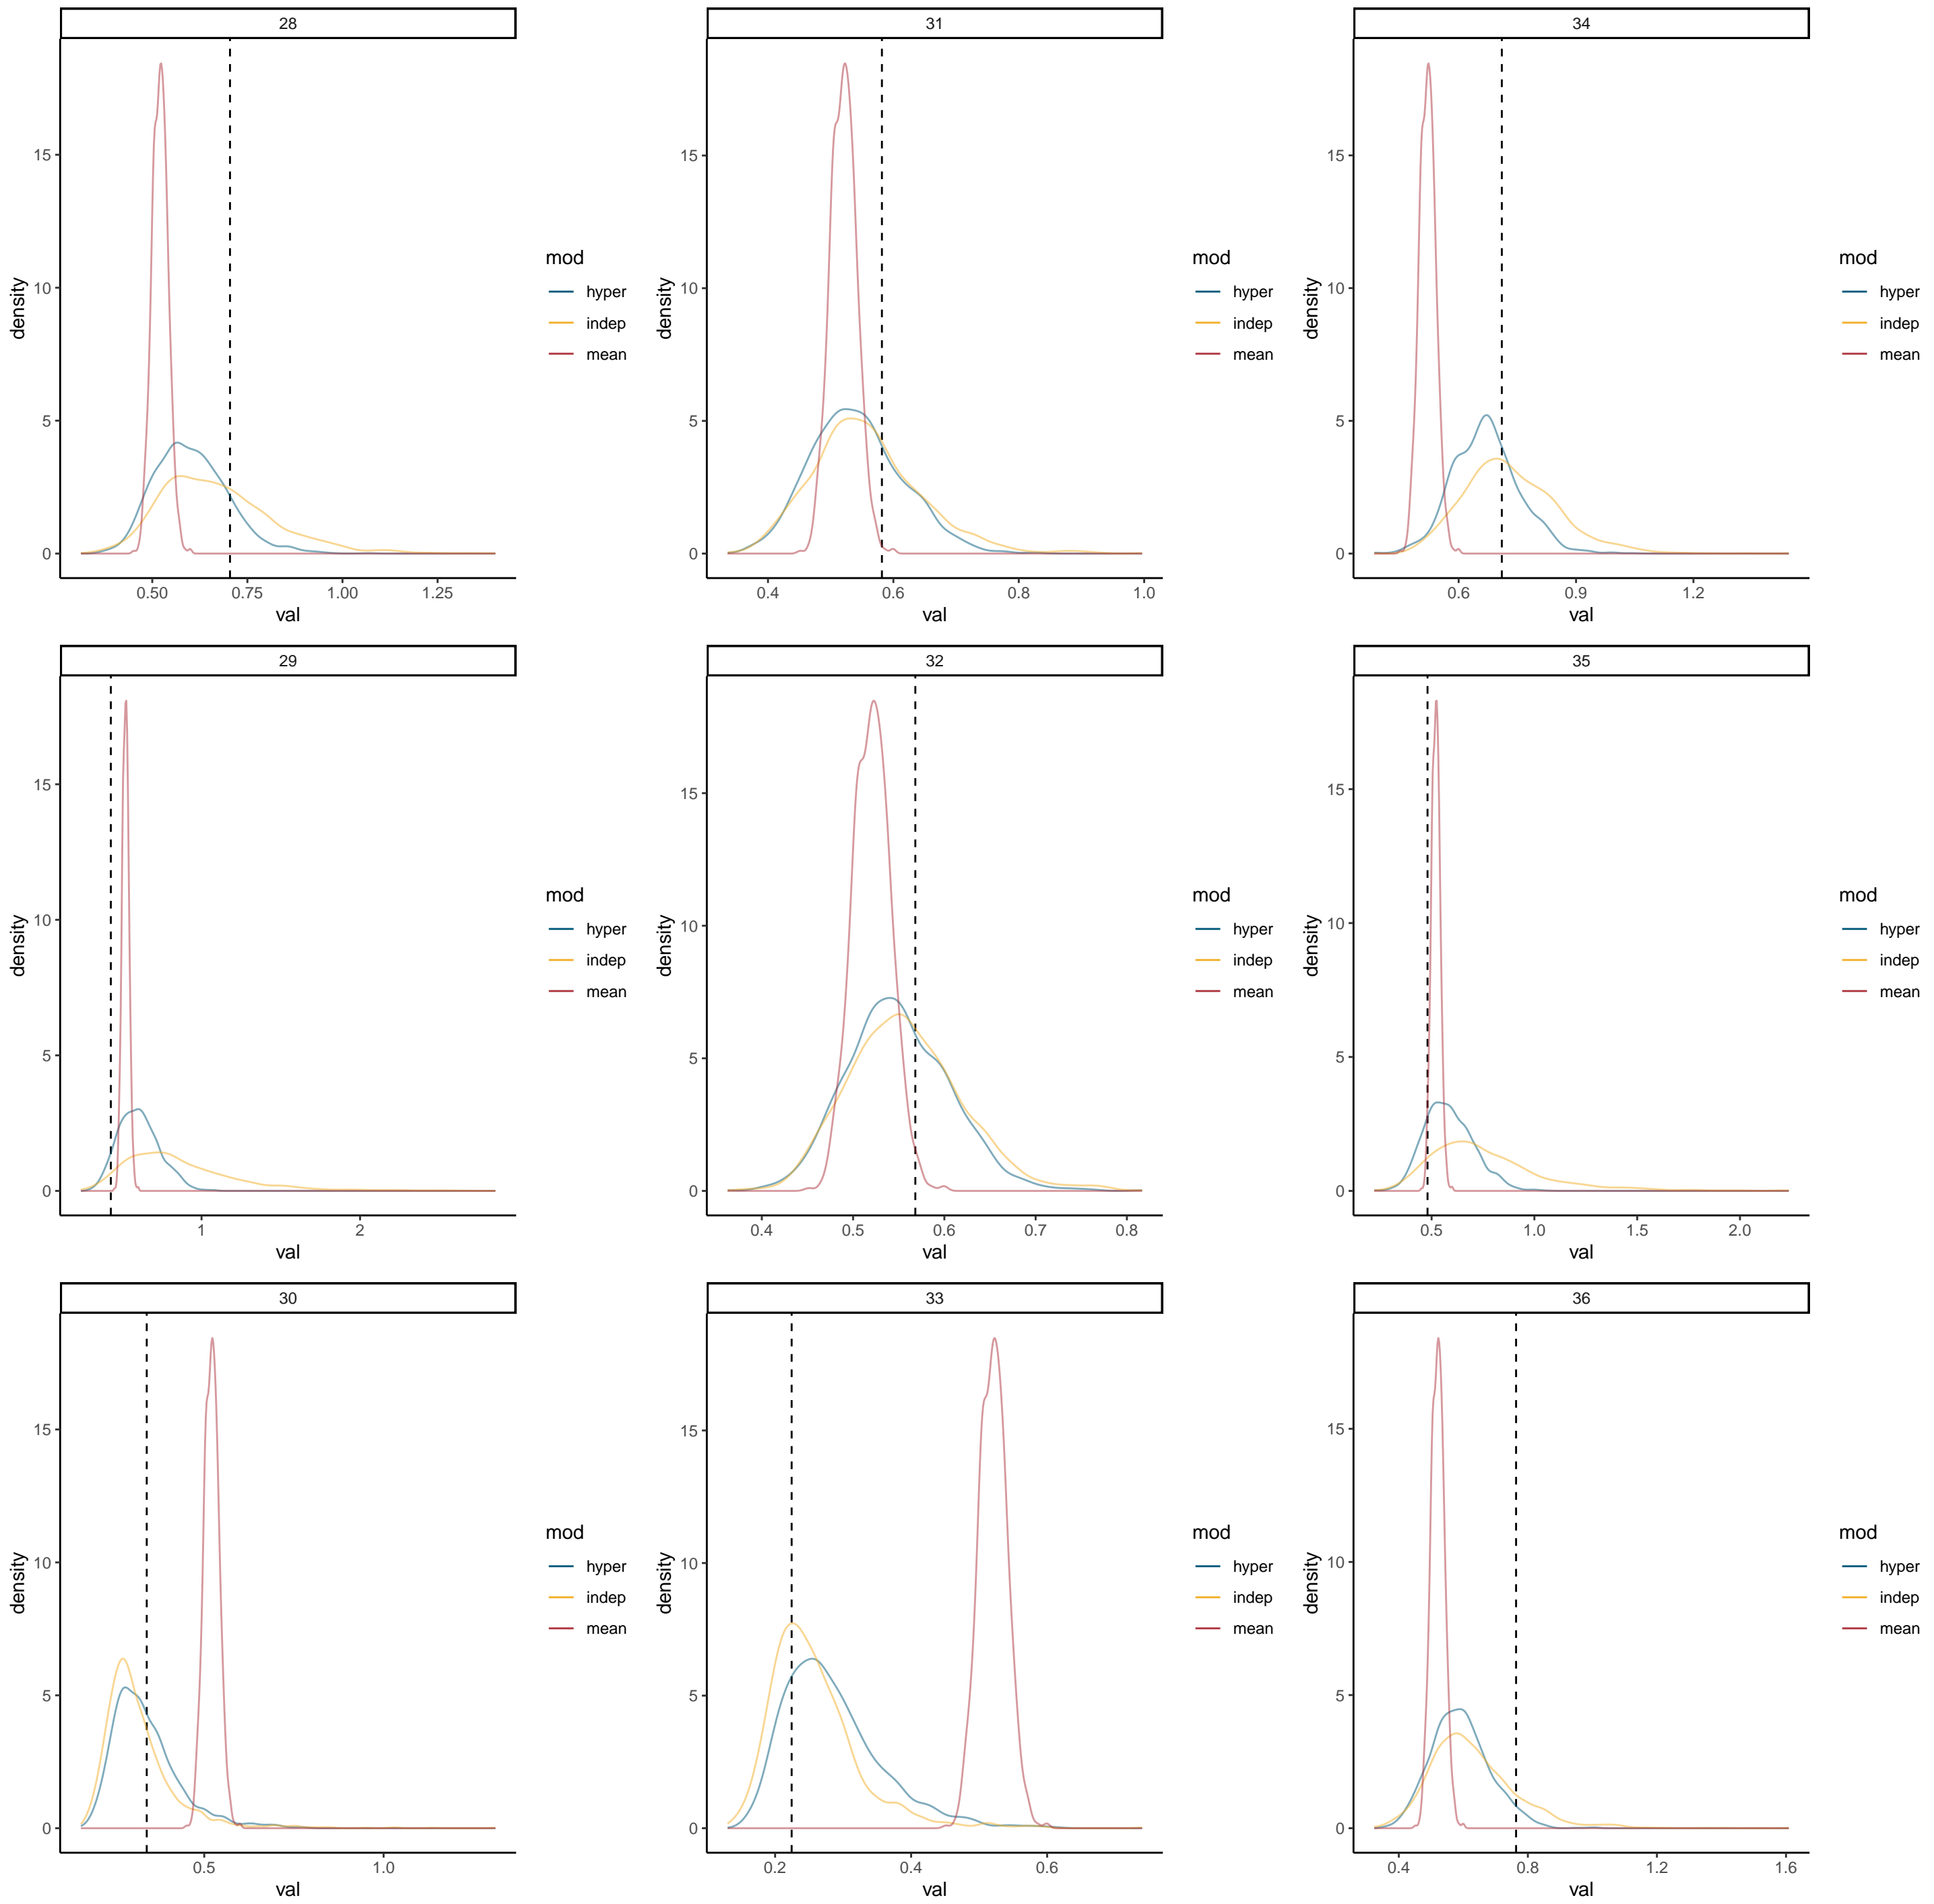 28
density
15
10
5
0
0.50 0.75 1.00 1.25
val
mod
hyper
indep
mean
31
density
15
10
5
0
0.4 0.6 0.8 1.0
val
mod
hyper
indep
mean
34
density
15
10
5
0
0.6 0.9 1.2
val
mod
hyper
indep
mean
29
density
15
10
5
0
1 2
val
mod
hyper
indep
mean
32
density
15
10
5
0
0.4 0.5 0.6 0.7 0.8
val
mod
hyper
indep
mean
35
density
15
10
5
0
0.5 1.0 1.5 2.0
val
mod
hyper
indep
mean
30
density
15
10
5
0
0.5 1.0
val
mod
hyper
indep
mean
33
density
15
10
5
0
0.2 0.4 0.6
val
mod
hyper
indep
mean
36
density
15
10
5
0
0.4 0.8 1.2 1.6
val
mod
hyper
indep
mean